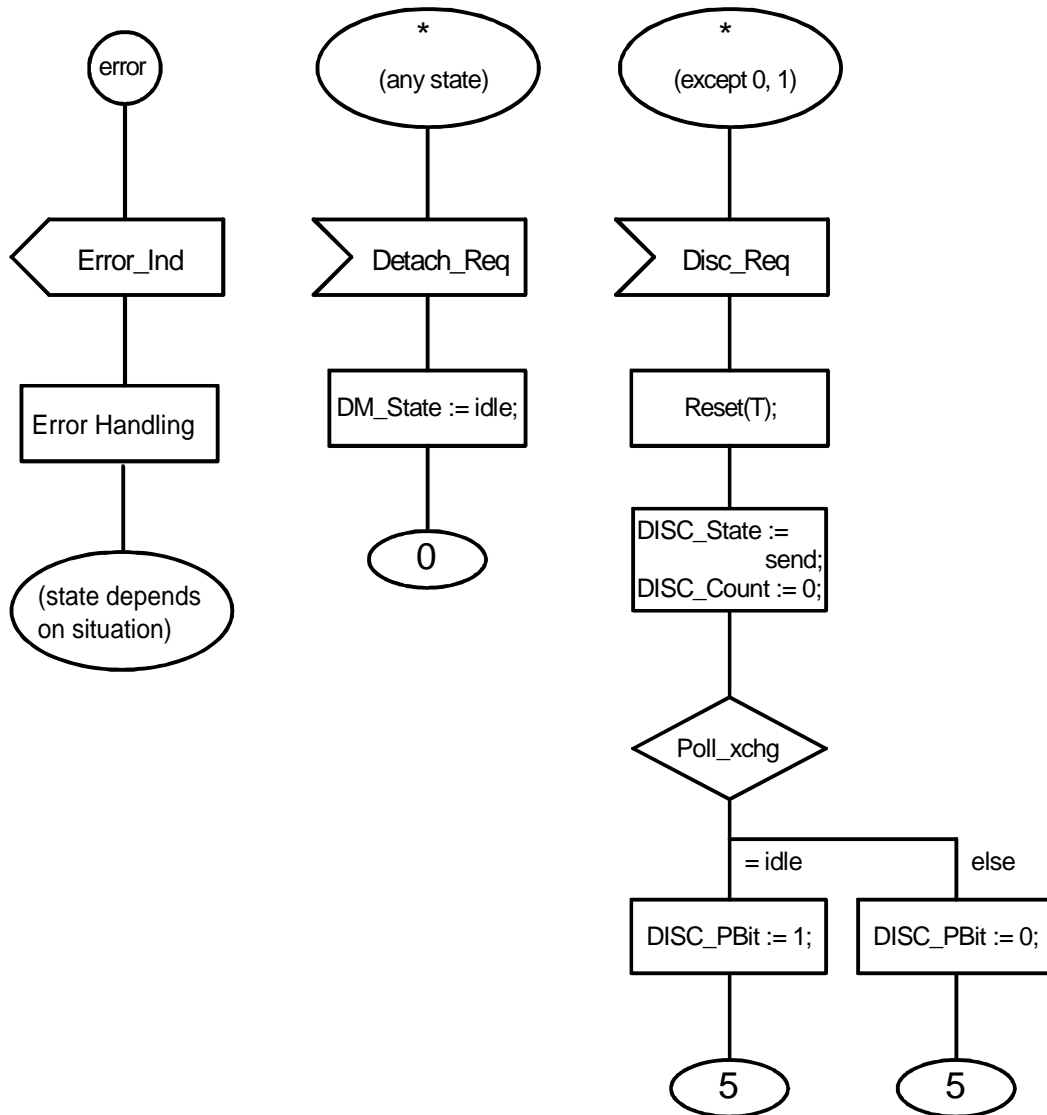 error
Error_Ind
Error Handling
(state depends
on situation)
*
(any state)
Detach_Req
DM_State := idle;
0
*
(except 0, 1)
Disc_Req
Reset(T);
DISC_State :=
send;
DISC_Count := 0;
Poll_xchg
= idle
else
DISC_PBit := 1;
DISC_PBit := 0;
5
5